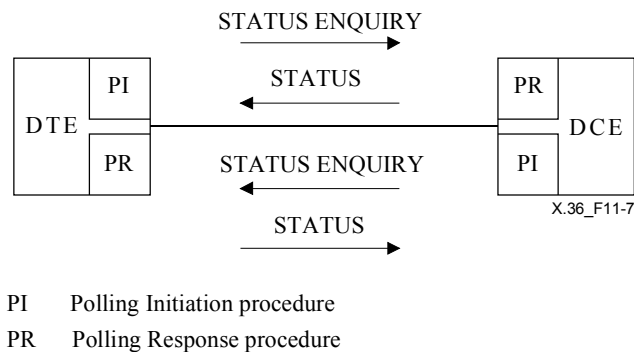 STATUS ENQUIRY
STATUS
PI
PR
DTE
DCE
PR
PI
STATUS ENQUIRY
STATUS
X.36_F11-7
PI Polling Initiation procedure
PR Polling Response procedure